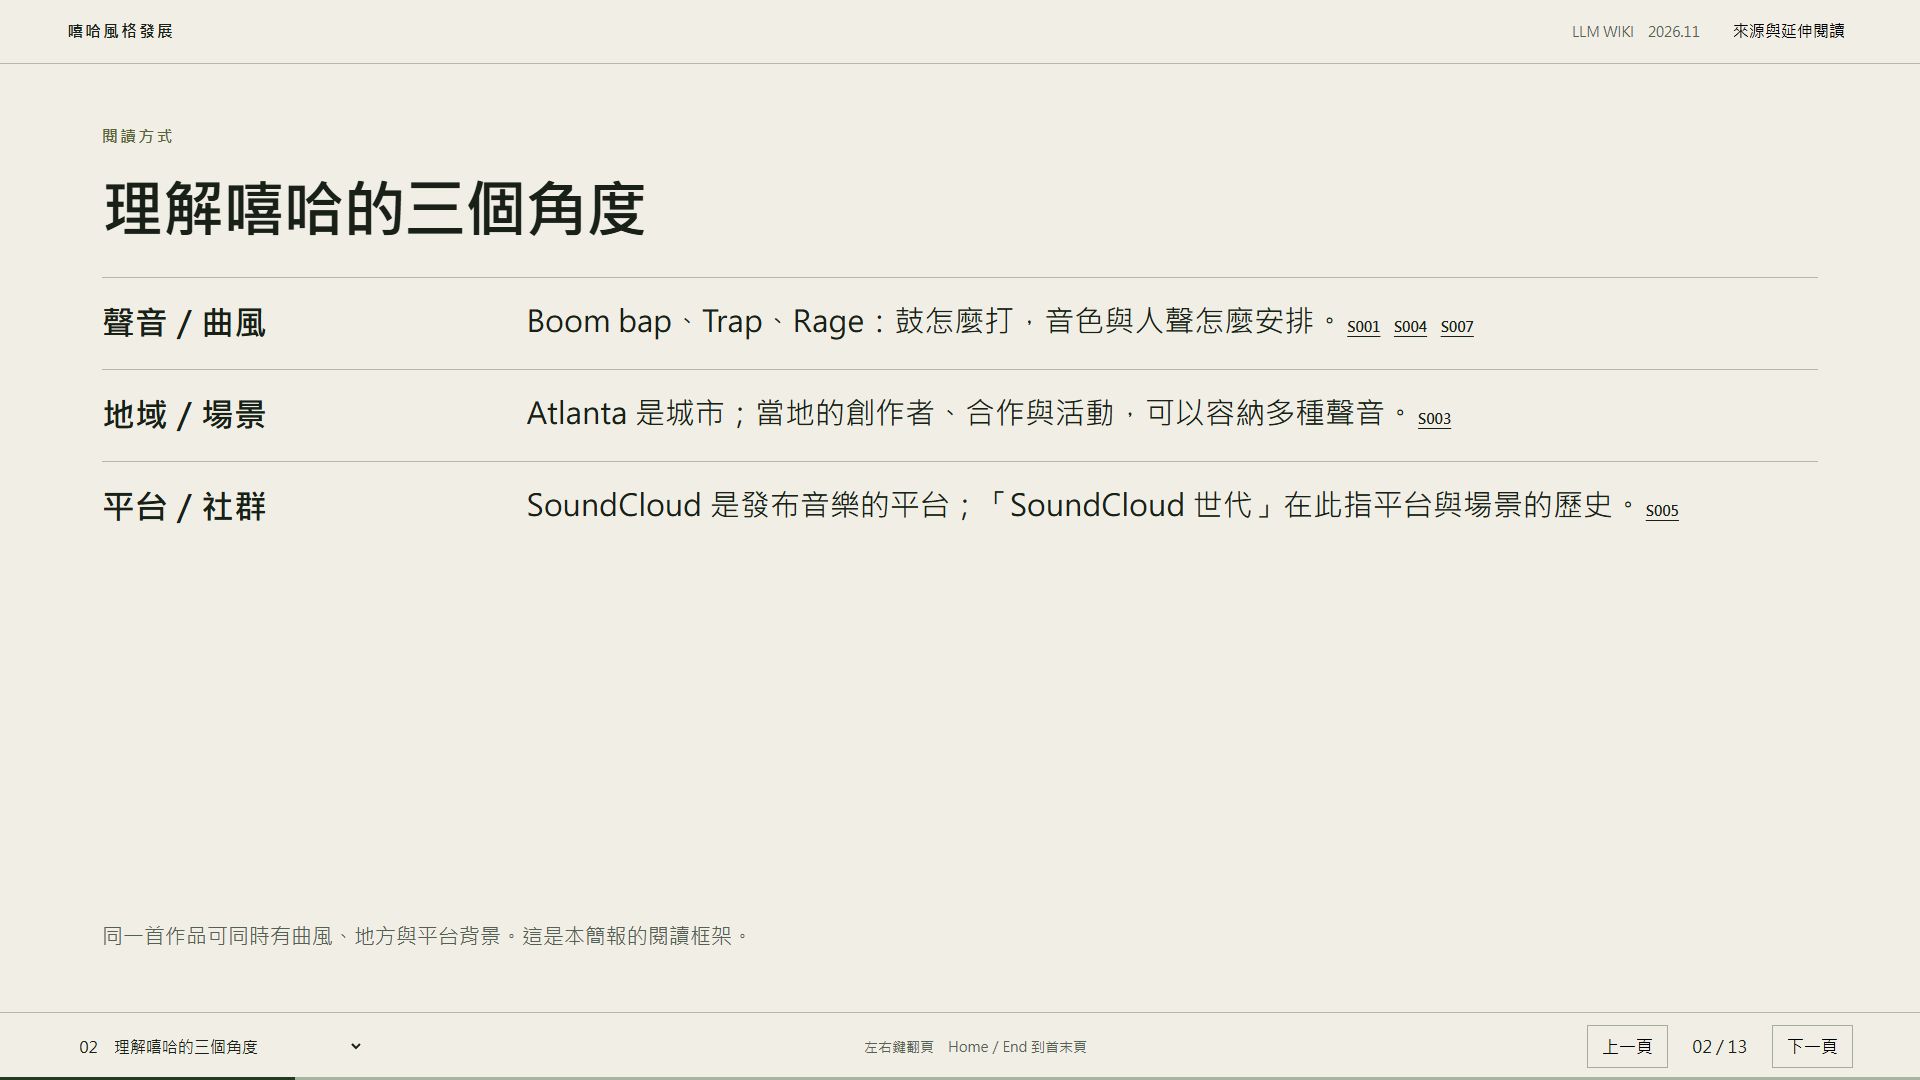 嘻哈風格發展
LLM WIKI 2026.11 來源與延伸閱讀
閱讀方式
理解嘻哈的三個角度
聲音 / 曲風
Boom bap、Trap、Rage：鼓怎麼打，音色與人聲怎麼安排。 S001 S004 S007
地域 / 場景
Atlanta 是城市；當地的創作者、合作與活動，可以容納多種聲音。 S003
平台 / 社群
SoundCloud 是發布音樂的平台；「SoundCloud 世代」在此指平台與場景的歷史。 S005
同一首作品可同時有曲風、地方與平台背景。這是本簡報的閱讀框架。
02 理解嘻哈的三個角度
左右鍵翻頁 Home / End 到首末頁
上一頁 02 / 13 下一頁